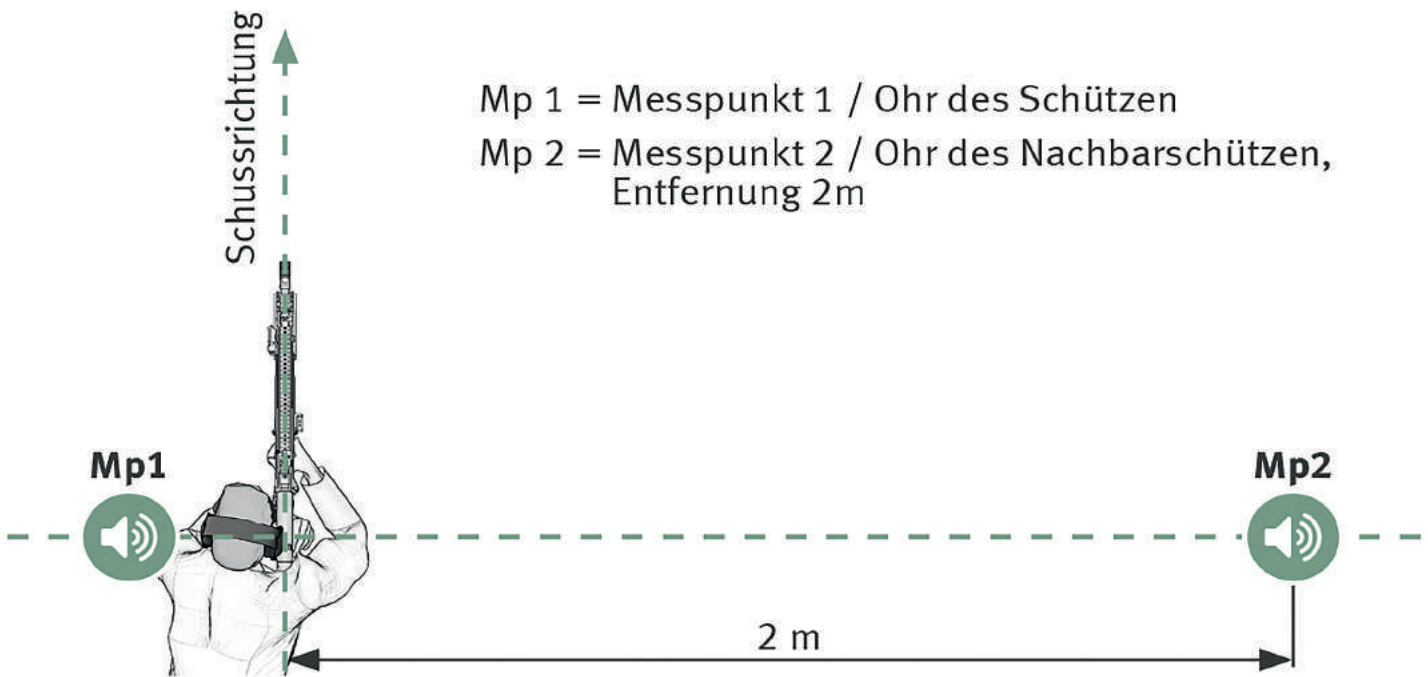 Schussrichtung
Mp 1 = Messpunkt 1 / Ohr des Schützen
Mp 2 = Messpunkt 2 / Ohr des Nachbarschützen,
Entfernung 2m
Mp1
Mp2
2 m